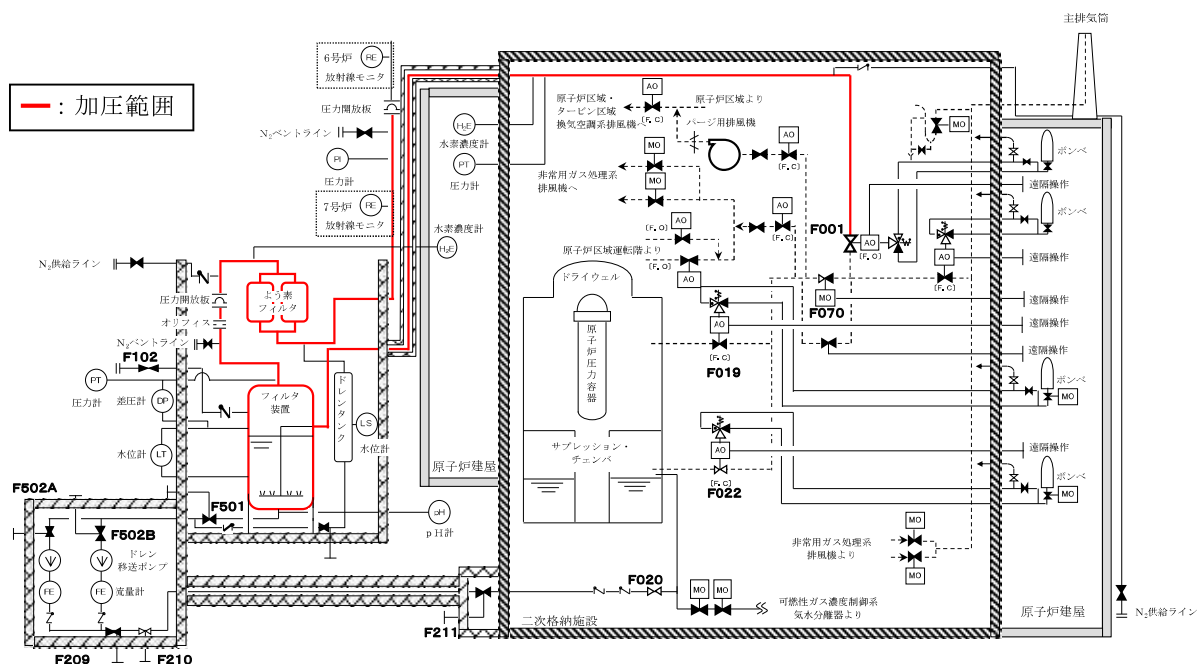 主排気筒
6号炉
放射線モニタ
RE
圧力開放板
N₂ベントライン
PI
圧力計
7号炉
放射線モニタ
RE
：加圧範囲
H₂E
水素濃度計
PT
圧力計
水素濃度計
H₂E
原子炉区域・
タービン区域
換気空調系排風機へ
AO
(F.C)
原子炉区域より
パージ用排風機
AO
(F.C)
MO
非常用ガス処理系
排風機へ
MO
AO
(F.O)
AO
(F.C)
(F.O)
AO
原子炉区域運転階より
ドライウェル
原子炉圧力容器
サプレッション・
チェンバ
F001
AO
(F.O)
MO
F070
AO
(F.C)
MO
ボンベ
遠隔操作
ボンベ
遠隔操作
遠隔操作
遠隔操作
遠隔操作
ボンベ
MO
遠隔操作
ボンベ
MO
AO
(F.C)
F019
AO
(F.C)
F022
N₂供給ライン
圧力開放板
オリフィス
よう素
フィルタ
N₂ベントライン
F102
PT
圧力計
差圧計
DP
フィルタ
装置
ドレンタンク
LS
水位計
水位計
LT
原子炉建屋
F502A
F501
F502B
pH
pH計
ドレン
移送ポンプ
FE
FE
流量計
F209
F210
F211
F020
MO
MO
可燃性ガス濃度制御系
気水分離器より
MO
非常用ガス処理系
排風機より
MO
二次格納施設
原子炉建屋
N₂供給ライン